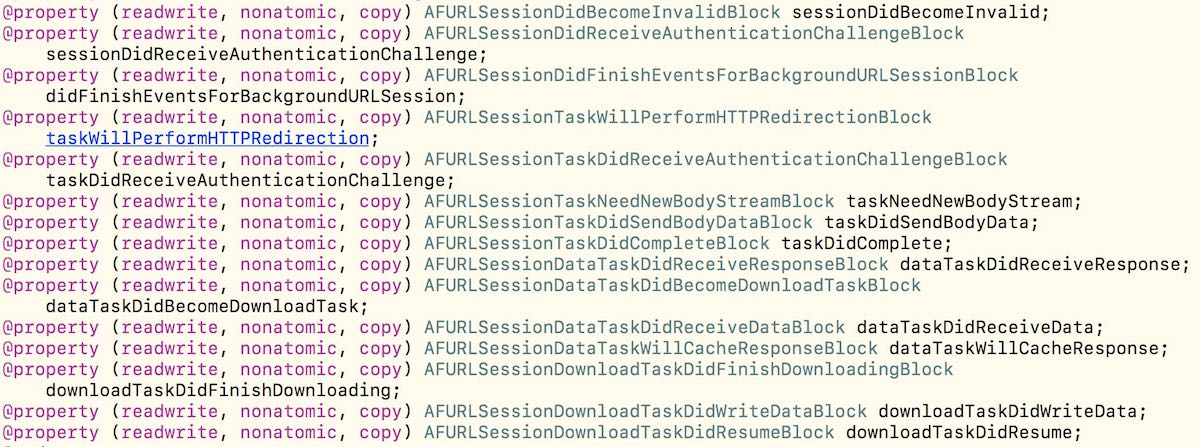 @property (readwrite, nonatomic, copy) AFURLSessionDidBecomeInvalidBlock sessionDidBecomeInvalid;
@property (readwrite, nonatomic, copy) AFURLSessionDidReceiveAuthenticationChallengeBlock
sessionDidReceiveAuthenticationChallenge;
@property (readwrite, nonatomic, copy) AFURLSessionDidFinishEventsForBackgroundURLSessionBlock
didFinishEventsForBackgroundURLSession;
@property (readwrite, nonatomic, copy) AFURLSessionTaskWillPerformHTTPRedirectionBlock
taskWillPerformHTTPRedirection;
@property (readwrite, nonatomic, copy) AFURLSessionTaskDidReceiveAuthenticationChallengeBlock
taskDidReceiveAuthenticationChallenge;
@property (readwrite, nonatomic, copy) AFURLSessionTaskNeedNewBodyStreamBlock taskNeedNewBodyStream;
@property (readwrite, nonatomic, copy) AFURLSessionTaskDidSendBodyDataBlock taskDidSendBodyData;
@property (readwrite, nonatomic, copy) AFURLSessionTaskDidCompleteBlock taskDidComplete;
@property (readwrite, nonatomic, copy) AFURLSessionDataTaskDidReceiveResponseBlock dataTaskDidReceiveResponse;
@property (readwrite, nonatomic, copy) AFURLSessionDataTaskDidBecomeDownloadTaskBlock
dataTaskDidBecomeDownloadTask;
@property (readwrite, nonatomic, copy) AFURLSessionDataTaskDidReceiveDataBlock dataTaskDidReceiveData;
@property (readwrite, nonatomic, copy) AFURLSessionDataTaskWillCacheResponseBlock dataTaskWillCacheResponse;
@property (readwrite, nonatomic, copy) AFURLSessionDownloadTaskDidFinishDownloadingBlock
downloadTaskDidFinishDownloading;
@property (readwrite, nonatomic, copy) AFURLSessionDownloadTaskDidWriteDataBlock downloadTaskDidWriteData;
@property (readwrite, nonatomic, copy) AFURLSessionDownloadTaskDidResumeBlock downloadTaskDidResume;